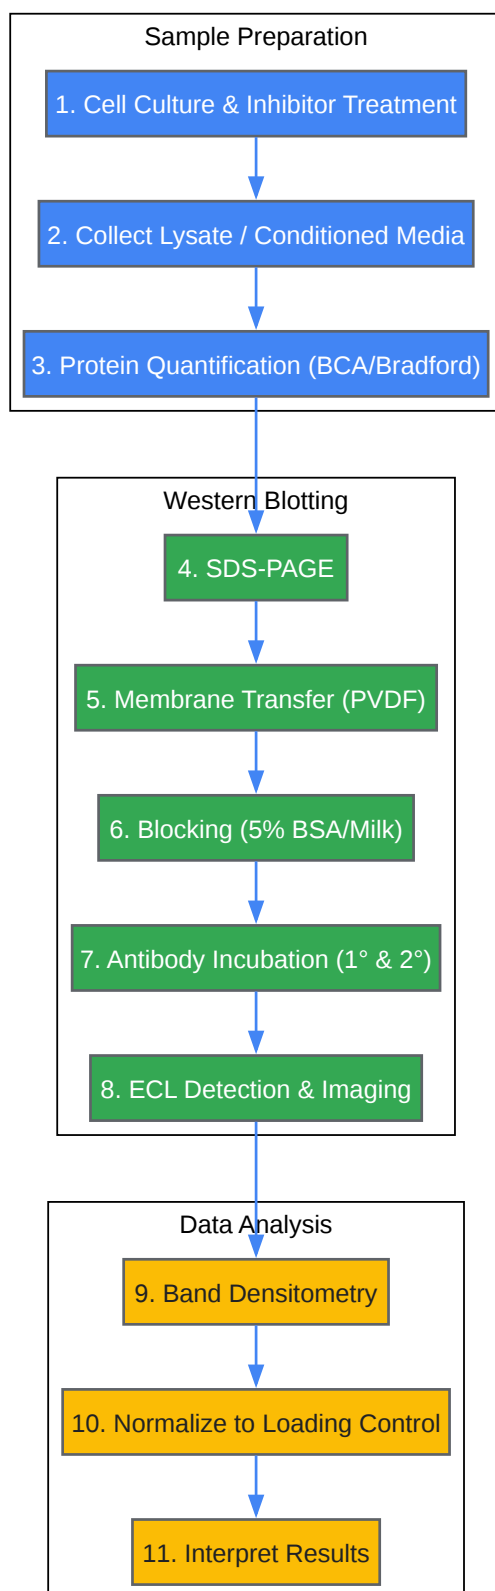 Sample Preparation
1. Cell Culture & Inhibitor Treatment
2. Collect Lysate / Conditioned Media
3. Protein Quantification (BCA/Bradford)
Western Blotting
4. SDS-PAGE
5. Membrane Transfer (PVDF)
6. Blocking (5% BSA/Milk)
7. Antibody Incubation (1° & 2°)
8. ECL Detection & Imaging
Data Analysis
9. Band Densitometry
10. Normalize to Loading Control
11. Interpret Results